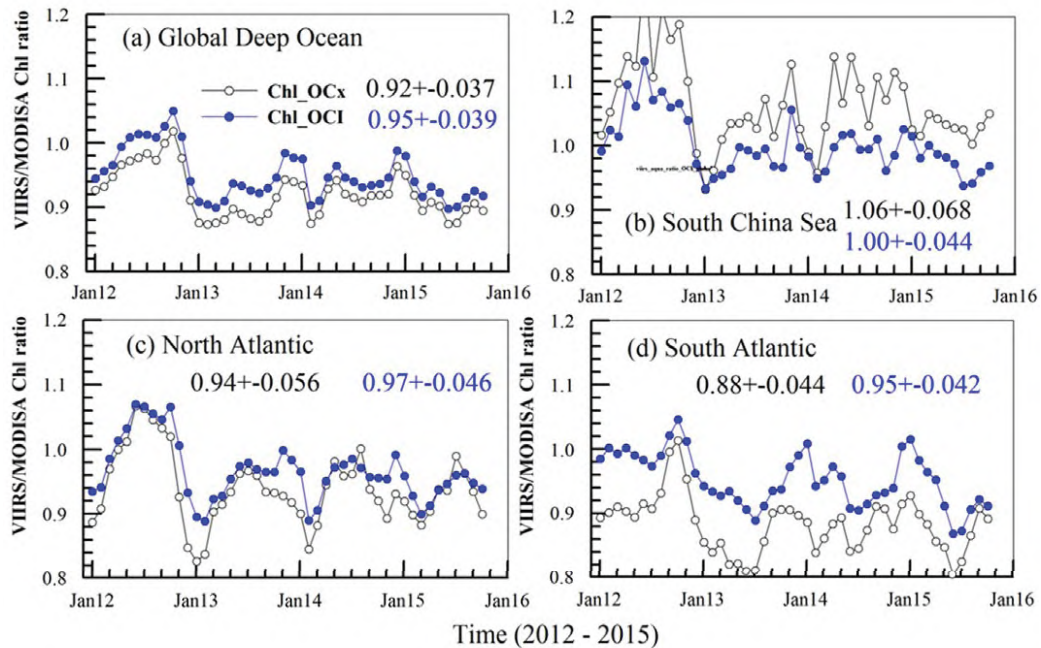 (a) Global Deep Ocean
Chl_OCx 0.92+-0.037
Chl_OCI 0.95+-0.039
VIIRS/MODISA Chl ratio
1.2
1.1
1.0
0.9
0.8
Jan12 Jan13 Jan14 Jan15 Jan16
1.2
1.1
1.0
0.9
0.8
(b) South China Sea
1.06+-0.068
1.00+-0.044
Jan12 Jan13 Jan14 Jan15 Jan16
(c) North Atlantic
0.94+-0.056 0.97+-0.046
VIIRS/MODISA Chl ratio
1.2
1.1
1.0
0.9
0.8
Jan12 Jan13 Jan14 Jan15 Jan16
(d) South Atlantic
0.88+-0.044 0.95+-0.042
VIIRS/MODISA Chl ratio
1.2
1.1
1.0
0.9
0.8
Jan12 Jan13 Jan14 Jan15 Jan16
Time (2012 - 2015)